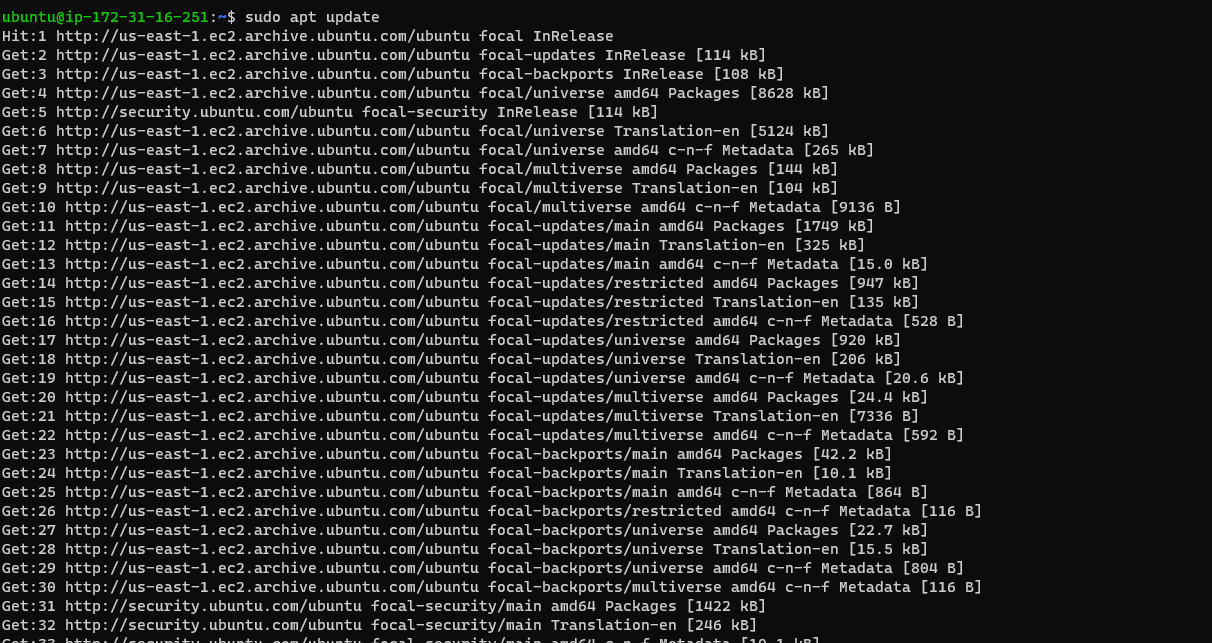 ubuntu@ip-172-31-16-251:~$ sudo apt update
Hit:1 http://us-east-1.ec2.archive.ubuntu.com/ubuntu focal InRelease
Get:2 http://us-east-1.ec2.archive.ubuntu.com/ubuntu focal-updates InRelease [114 kB]
Get:3 http://us-east-1.ec2.archive.ubuntu.com/ubuntu focal-backports InRelease [108 kB]
Get:4 http://us-east-1.ec2.archive.ubuntu.com/ubuntu focal/universe amd64 Packages [8628 kB]
Get:5 http://security.ubuntu.com/ubuntu focal-security InRelease [114 kB]
Get:6 http://us-east-1.ec2.archive.ubuntu.com/ubuntu focal/universe Translation-en [5124 kB]
Get:7 http://us-east-1.ec2.archive.ubuntu.com/ubuntu focal/universe amd64 c-n-f Metadata [265 kB]
Get:8 http://us-east-1.ec2.archive.ubuntu.com/ubuntu focal/multiverse amd64 Packages [144 kB]
Get:9 http://us-east-1.ec2.archive.ubuntu.com/ubuntu focal/multiverse Translation-en [104 kB]
Get:10 http://us-east-1.ec2.archive.ubuntu.com/ubuntu focal/multiverse amd64 c-n-f Metadata [9136 B]
Get:11 http://us-east-1.ec2.archive.ubuntu.com/ubuntu focal-updates/main amd64 Packages [1749 kB]
Get:12 http://us-east-1.ec2.archive.ubuntu.com/ubuntu focal-updates/main Translation-en [325 kB]
Get:13 http://us-east-1.ec2.archive.ubuntu.com/ubuntu focal-updates/main amd64 c-n-f Metadata [15.0 kB]
Get:14 http://us-east-1.ec2.archive.ubuntu.com/ubuntu focal-updates/restricted amd64 Packages [947 kB]
Get:15 http://us-east-1.ec2.archive.ubuntu.com/ubuntu focal-updates/restricted Translation-en [135 kB]
Get:16 http://us-east-1.ec2.archive.ubuntu.com/ubuntu focal-updates/restricted amd64 c-n-f Metadata [528 B]
Get:17 http://us-east-1.ec2.archive.ubuntu.com/ubuntu focal-updates/universe amd64 Packages [920 kB]
Get:18 http://us-east-1.ec2.archive.ubuntu.com/ubuntu focal-updates/universe Translation-en [206 kB]
Get:19 http://us-east-1.ec2.archive.ubuntu.com/ubuntu focal-updates/universe amd64 c-n-f Metadata [20.6 kB]
Get:20 http://us-east-1.ec2.archive.ubuntu.com/ubuntu focal-updates/multiverse amd64 Packages [24.4 kB]
Get:21 http://us-east-1.ec2.archive.ubuntu.com/ubuntu focal-updates/multiverse Translation-en [7336 B]
Get:22 http://us-east-1.ec2.archive.ubuntu.com/ubuntu focal-updates/multiverse amd64 c-n-f Metadata [592 B]
Get:23 http://us-east-1.ec2.archive.ubuntu.com/ubuntu focal-backports/main amd64 Packages [42.2 kB]
Get:24 http://us-east-1.ec2.archive.ubuntu.com/ubuntu focal-backports/main Translation-en [10.1 kB]
Get:25 http://us-east-1.ec2.archive.ubuntu.com/ubuntu focal-backports/main amd64 c-n-f Metadata [864 B]
Get:26 http://us-east-1.ec2.archive.ubuntu.com/ubuntu focal-backports/restricted amd64 c-n-f Metadata [116 B]
Get:27 http://us-east-1.ec2.archive.ubuntu.com/ubuntu focal-backports/universe amd64 Packages [22.7 kB]
Get:28 http://us-east-1.ec2.archive.ubuntu.com/ubuntu focal-backports/universe Translation-en [15.5 kB]
Get:29 http://us-east-1.ec2.archive.ubuntu.com/ubuntu focal-backports/universe amd64 c-n-f Metadata [804 B]
Get:30 http://us-east-1.ec2.archive.ubuntu.com/ubuntu focal-backports/multiverse amd64 c-n-f Metadata [116 B]
Get:31 http://security.ubuntu.com/ubuntu focal-security/main amd64 Packages [1422 kB]
Get:32 http://security.ubuntu.com/ubuntu focal-security/main Translation-en [246 kB]
Get:33 http://security.ubuntu.com/ubuntu focal-security/main amd64 c-n-f Metadata [10.1 kB]